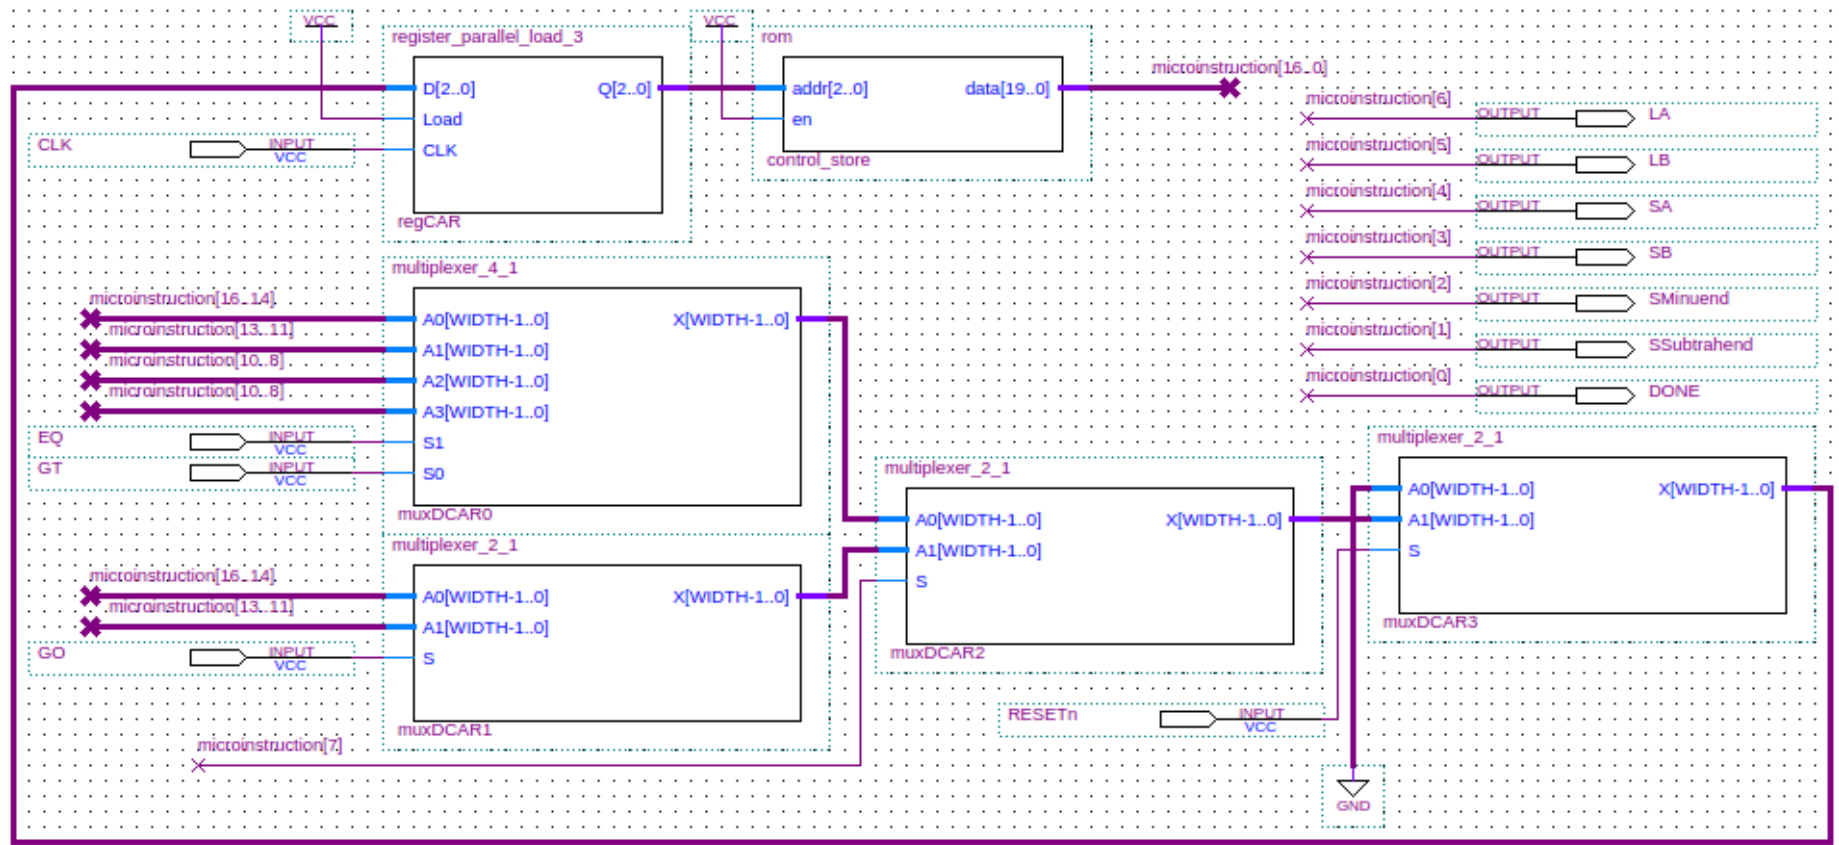 VCC
register_parallel_load_3
D[2..0]
Q[2..0]
Load
CLK
regCAR
CLK
INPUT
VCC
VCC
rom
addr[2..0]
data[19..0]
en
control_store
microinstruction[16..0]
microinstruction[6]
OUTPUT
LA
microinstruction[5]
OUTPUT
LB
microinstruction[4]
OUTPUT
SA
microinstruction[3]
OUTPUT
SB
microinstruction[2]
OUTPUT
SMinuend
microinstruction[1]
OUTPUT
SSubtrahend
microinstruction[0]
OUTPUT
DONE
multiplexer_4_1
microinstruction[16..14]
A0[WIDTH-1..0]
X[WIDTH-1..0]
microinstruction[13..11]
A1[WIDTH-1..0]
microinstruction[10..8]
A2[WIDTH-1..0]
microinstruction[10..8]
A3[WIDTH-1..0]
EQ
INPUT
VCC
S1
GT
INPUT
VCC
S0
muxDCAR0
multiplexer_2_1
microinstruction[16..14]
A0[WIDTH-1..0]
X[WIDTH-1..0]
microinstruction[13..11]
A1[WIDTH-1..0]
GO
INPUT
VCC
S
muxDCAR1
microinstruction[7]
multiplexer_2_1
A0[WIDTH-1..0]
X[WIDTH-1..0]
A1[WIDTH-1..0]
S
muxDCAR2
multiplexer_2_1
A0[WIDTH-1..0]
X[WIDTH-1..0]
A1[WIDTH-1..0]
S
muxDCAR3
RESETn
INPUT
VCC
GND